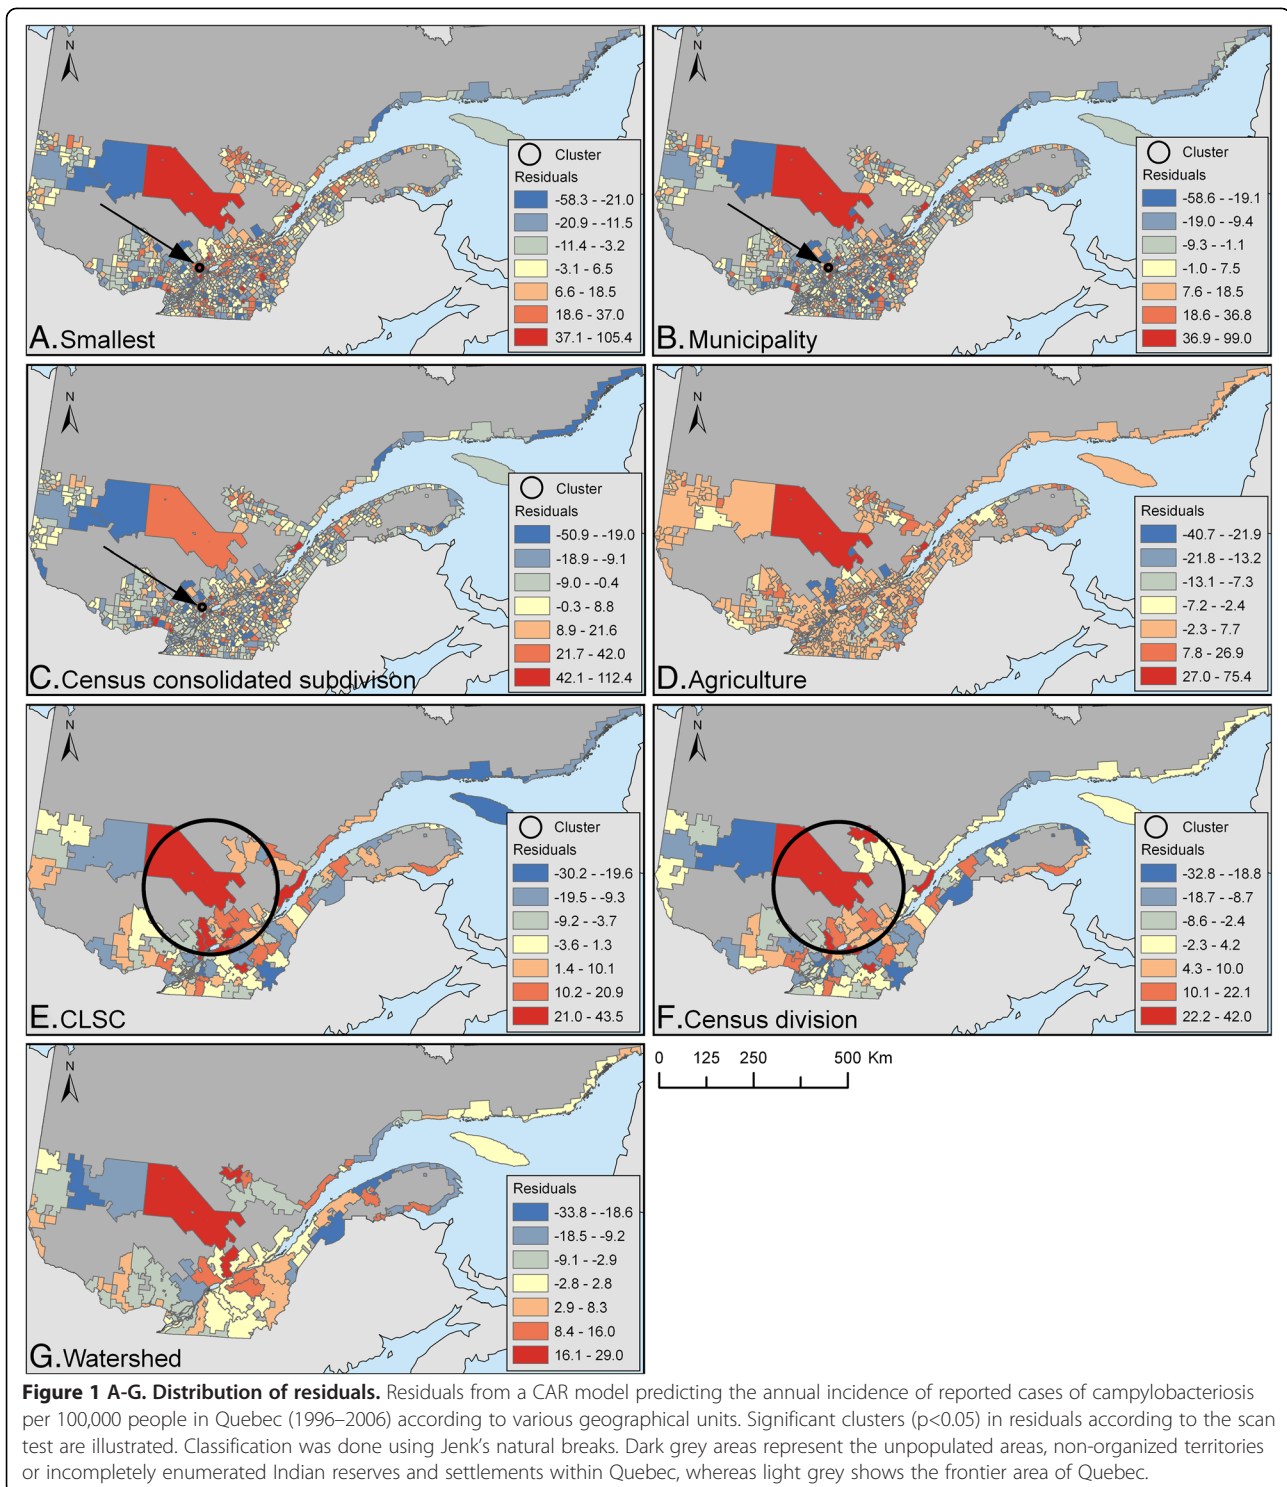 N
Cluster
Residuals
-58.3 - -21.0
-20.9 - -11.5
-11.4 - -3.2
-3.1 - 6.5
6.6 - 18.5
18.6 - 37.0
37.1 - 105.4
A. Smallest
N
Cluster
Residuals
-58.6 - -19.1
-19.0 - -9.4
-9.3 - -1.1
-1.0 - 7.5
7.6 - 18.5
18.6 - 36.8
36.9 - 99.0
B. Municipality
N
Cluster
Residuals
-50.9 - -19.0
-18.9 - -9.1
-9.0 - -0.4
-0.3 - 8.8
8.9 - 21.6
21.7 - 42.0
42.1 - 112.4
C. Census consolidated subdivison
N
Residuals
-40.7 - -21.9
-21.8 - -13.2
-13.1 - -7.3
-7.2 - -2.4
-2.3 - 7.7
7.8 - 26.9
27.0 - 75.4
D. Agriculture
N
Cluster
Residuals
-30.2 - -19.6
-19.5 - -9.3
-9.2 - -3.7
-3.6 - 1.3
1.4 - 10.1
10.2 - 20.9
21.0 - 43.5
E. CLSC
N
Cluster
Residuals
-32.8 - -18.8
-18.7 - -8.7
-8.6 - -2.4
-2.3 - 4.2
4.3 - 10.0
10.1 - 22.1
22.2 - 42.0
F. Census division
N
Residuals
-33.8 - -18.6
-18.5 - -9.2
-9.1 - -2.9
-2.8 - 2.8
2.9 - 8.3
8.4 - 16.0
16.1 - 29.0
G. Watershed
0 125 250 500 Km
Figure 1 A-G. Distribution of residuals. Residuals from a CAR model predicting the annual incidence of reported cases of campylobacteriosis
per 100,000 people in Quebec (1996–2006) according to various geographical units. Significant clusters (p<0.05) in residuals according to the scan
test are illustrated. Classification was done using Jenk's natural breaks. Dark grey areas represent the unpopulated areas, non-organized territories
or incompletely enumerated Indian reserves and settlements within Quebec, whereas light grey shows the frontier area of Quebec.